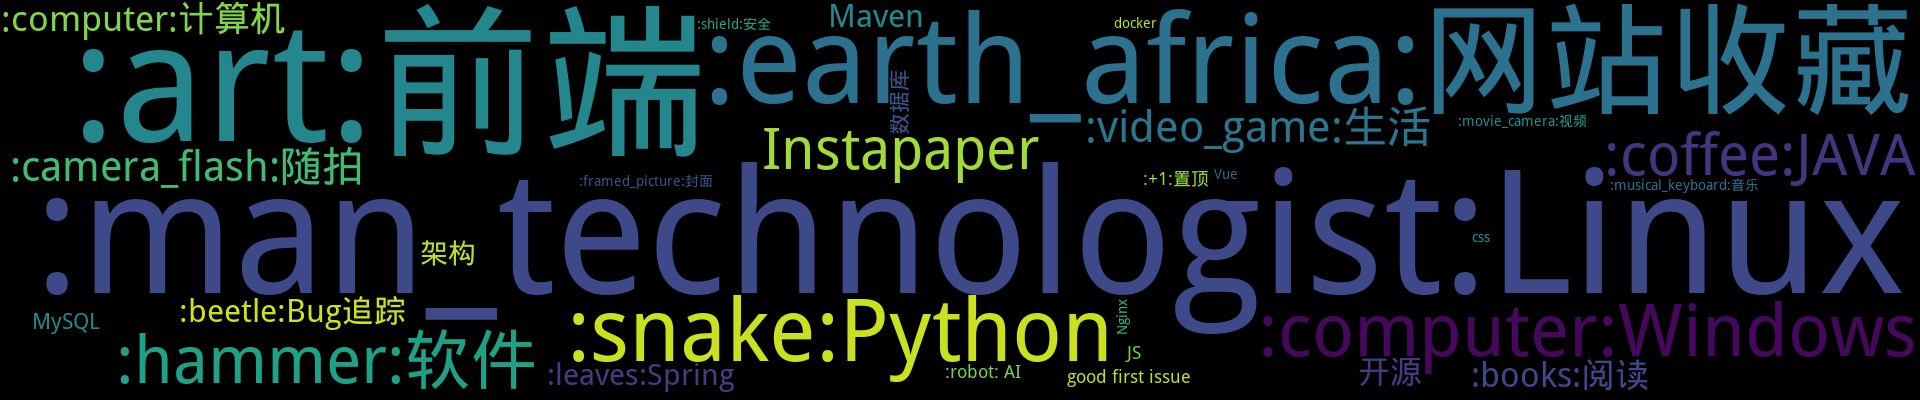 :computer:计算机
:art:前端
:shield:安全
:earth_africa:网站收藏
Maven
docker
数据库
:video_game:生活
:movie_camera:视频
Instapaper
:coffee:JAVA
:camera_flash:随拍
:framed_picture:封面
:+1:置顶
Vue
:musical_keyboard:音乐
:man_technologist:Linux
架构
css
MySQL
:beetle:Bug追踪
:snake:Python
Nginx
JS
:computer:Windows
:hammer:软件
:leaves:Spring
:robot: AI
good first issue
开源
:books:阅读